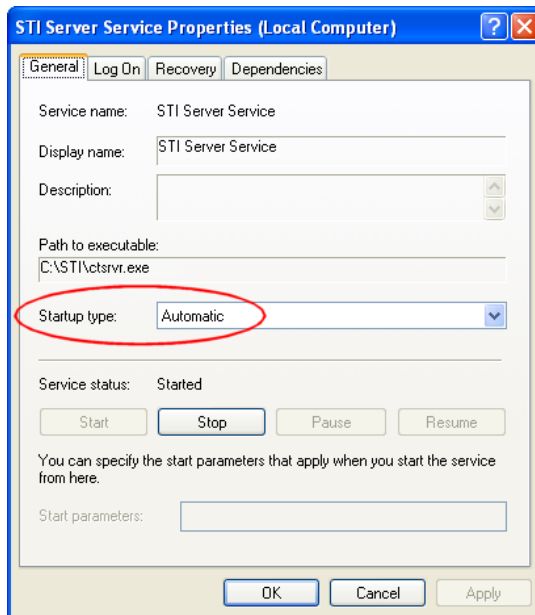 STI Server Service Properties (Local Computer)
General Log On Recovery Dependencies
Service name: STI Server Service
Display name: STI Server Service
Description:
Path to executable:
C:\STI\ctsrvr.exe
Startup type: Automatic
Service status: Started
Start Stop Pause Resume
You can specify the start parameters that apply when you start the service
from here.
Start parameters:
OK Cancel Apply